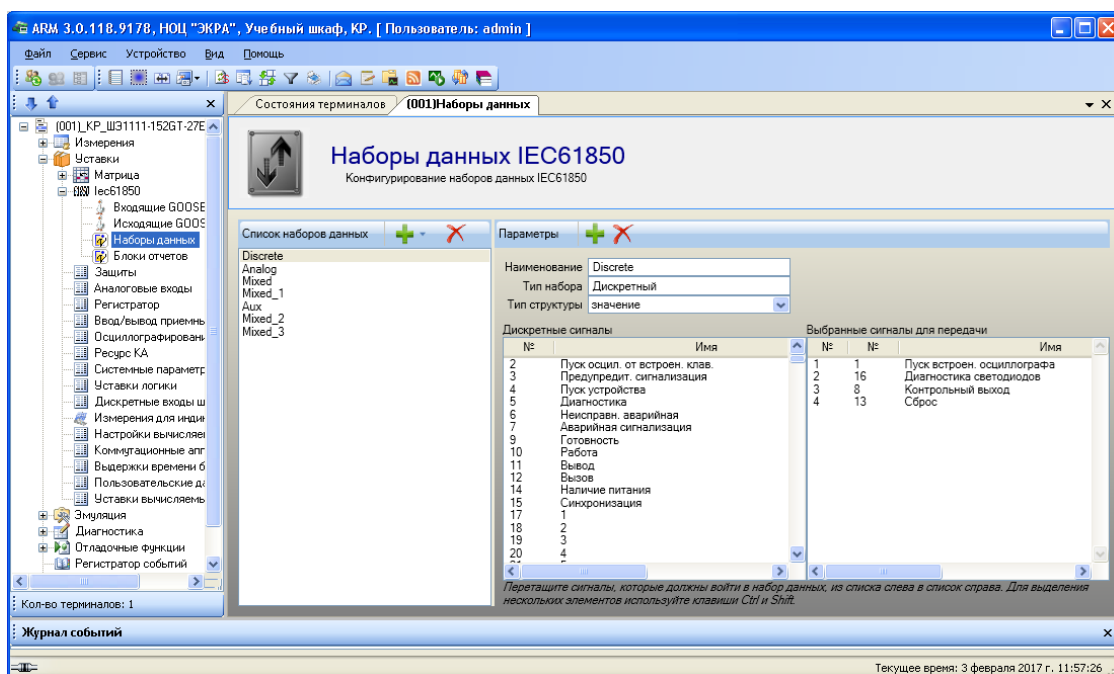 ARM 3.0.118.9178, НОЦ "ЭКРА", Учебный шкаф, КР. [ Пользователь: admin ]
Файл Сервис Устройство Вид Помощь
Состояния терминалов (001)Наборы данных
(001)_КР_ШЭ1111-152GT-27E
Измерения
Уставки
Матрица
Iec61850
Входящие GOOSE
Исходящие GOOS
Наборы данных
Блоки отчетов
Защиты
Аналоговые входы
Регистратор
Ввод/вывод приемнь
Осциллографирован
Ресурс КА
Системные параметр
Уставки логики
Дискретные входы ш
Измерения для индик
Настройки вычисляем
Коммутационные апп
Выдержки времени б
Пользовательские да
Уставки вычисляемь
Эмуляция
Диагностика
Отладочные функции
Регистратор событий
Кол-во терминалов: 1
Наборы данных IEC61850
Конфигурирование наборов данных IEC61850
Список наборов данных
Discrete
Analog
Mixed
Mixed_1
Aux
Mixed_2
Mixed_3
Параметры
Наименование Discrete
Тип набора Дискретный
Тип структуры значение
Дискретные сигналы
№ Имя
2 Пуск осцил. от встроен. клав.
3 Предупредит. сигнализация
4 Пуск устройства
5 Диагностика
6 Неисправн. аварийная
7 Аварийная сигнализация
9 Готовность
10 Работа
11 Вывод
12 Вызов
14 Наличие питания
15 Синхронизация
17 1
18 2
19 3
20 4
Выбранные сигналы для передачи
№ № Имя
1 1 Пуск встроен. осциллографа
2 16 Диагностика светодиодов
3 8 Контрольный выход
4 13 Сброс
Перетащите сигналы, которые должны войти в набор данных, из списка слева в список справа. Для выделения
нескольких элементов используйте клавиши Ctrl и Shift.
Журнал событий
Текущее время: 3 февраля 2017 г. 11:57:26